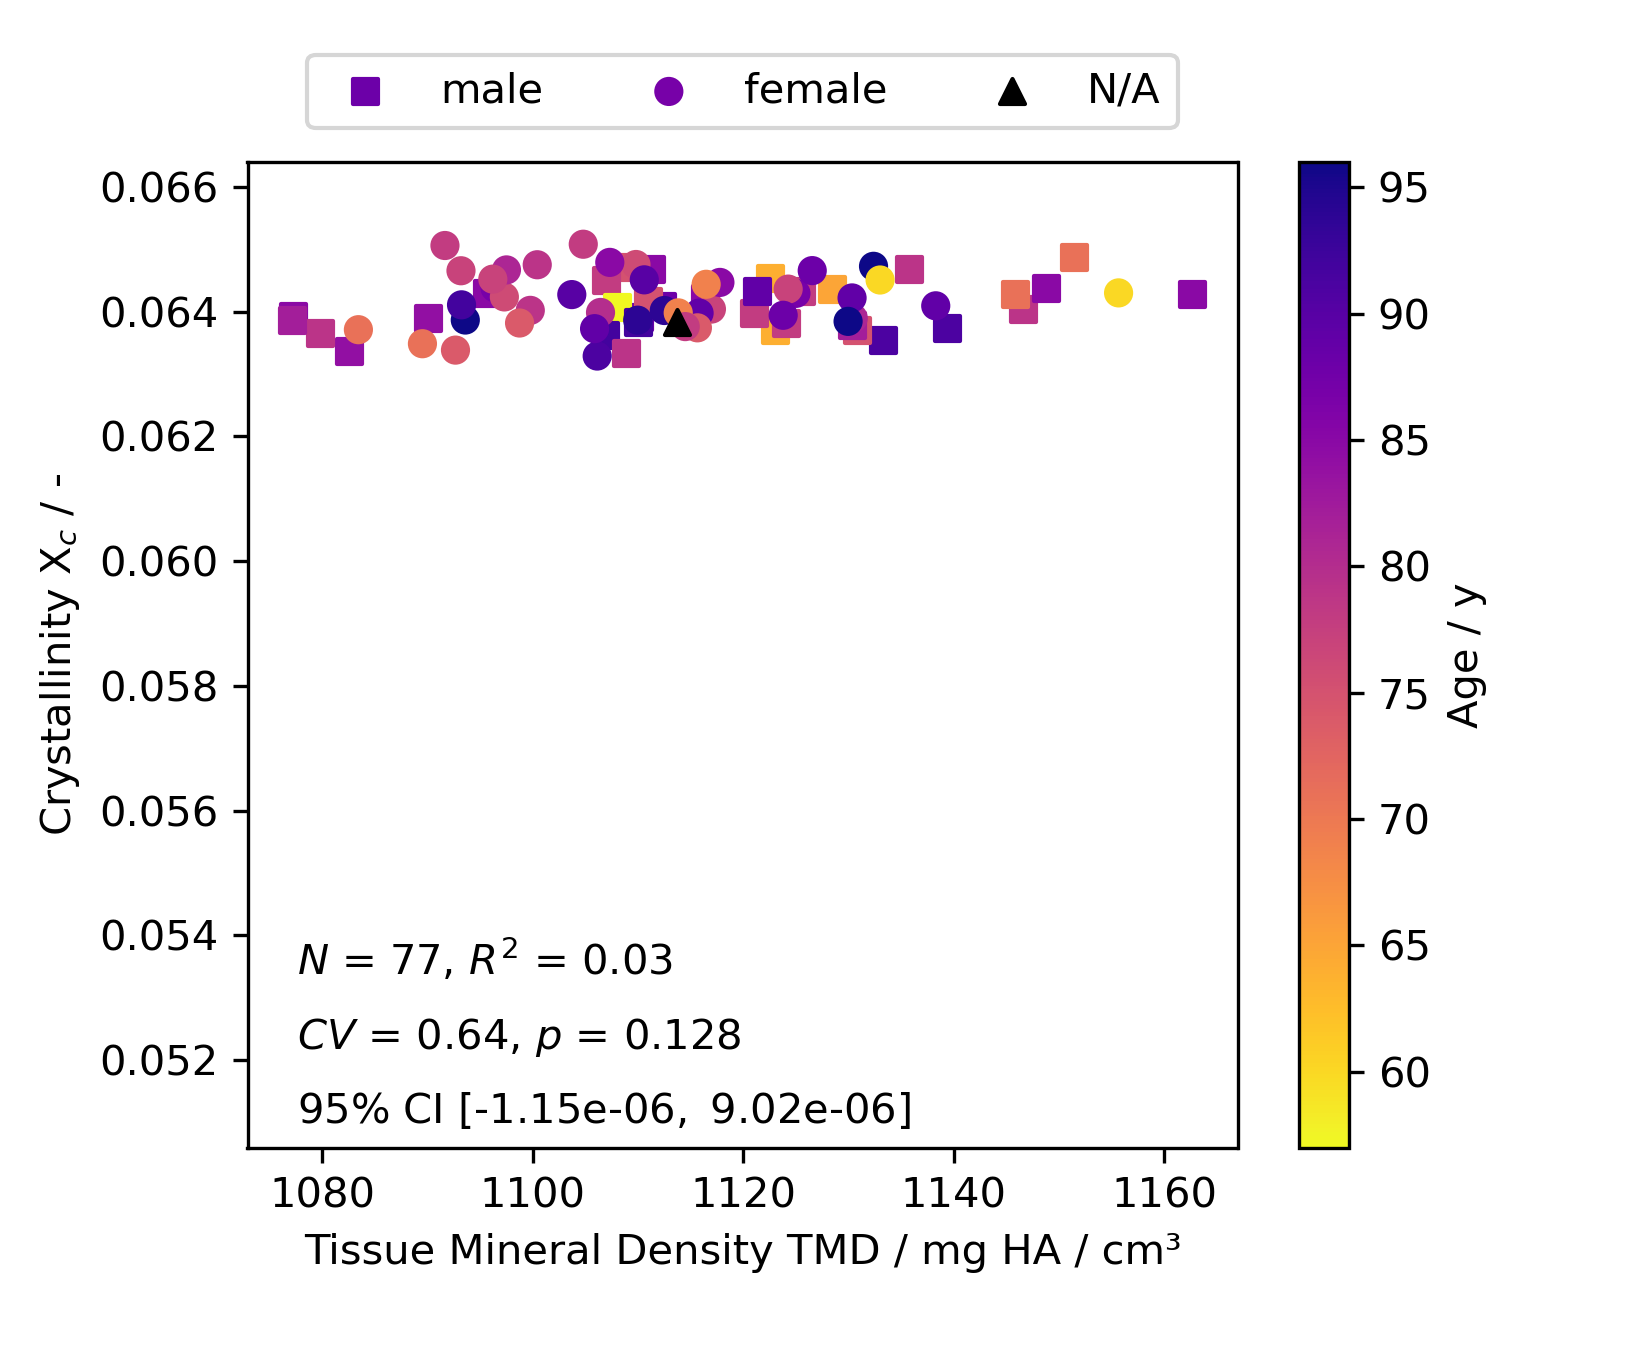 male female N/A
0.066
0.064
0.062
0.060
0.058
0.056
0.054
0.052
Crystallinity X_c / -
N = 77, R² = 0.03
CV = 0.64, p = 0.128
95% CI [-1.15e-06, 9.02e-06]
1080 1100 1120 1140 1160
Tissue Mineral Density TMD / mg HA / cm³
95
90
85
80
75
70
65
60
Age / y